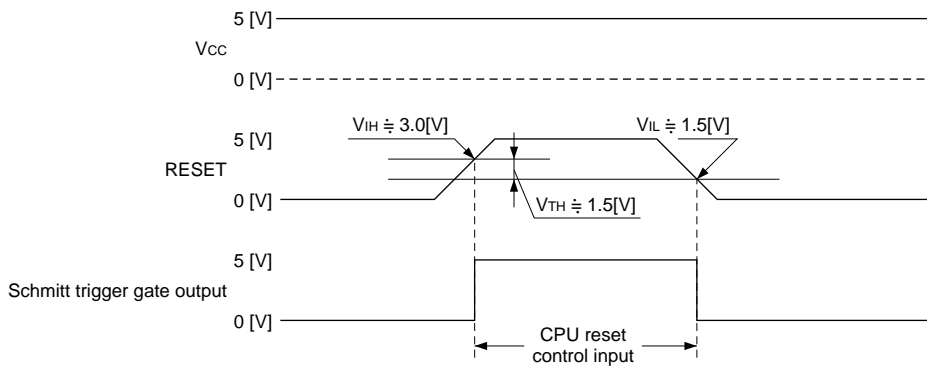 5 [V]
Vcc
0 [V]
VIH ≒ 3.0[V]
VIL ≒ 1.5[V]
5 [V]
RESET
0 [V]
VTH ≒ 1.5[V]
5 [V]
Schmitt trigger gate output
0 [V]
CPU reset
control input